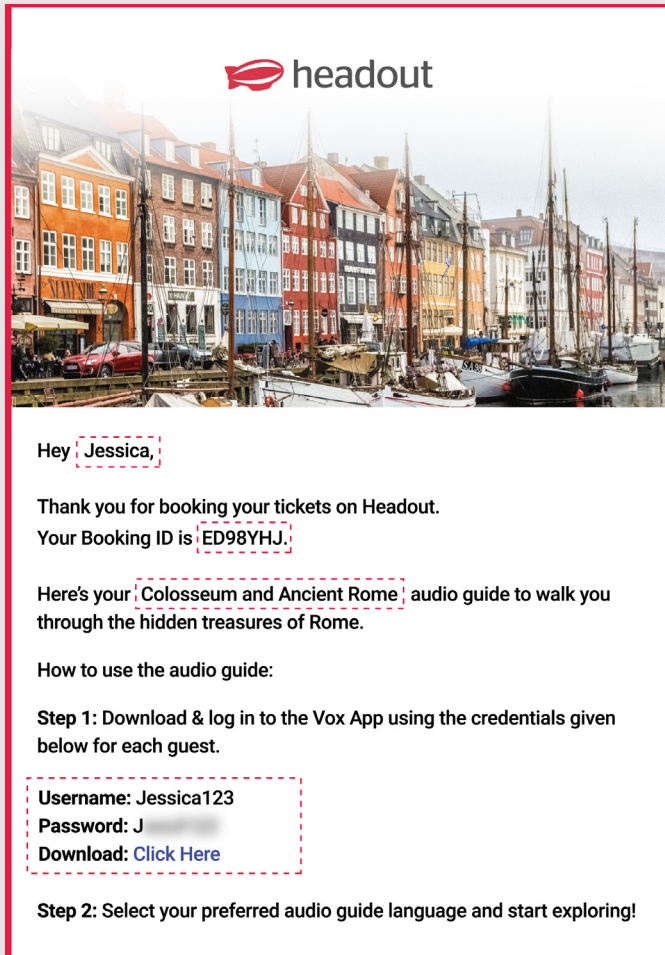 headout
HAVFRUEN
SA 30
Hey Jessica,
Thank you for booking your tickets on Headout.
Your Booking ID is ED98YHJ.
Here's your Colosseum and Ancient Rome audio guide to walk you
through the hidden treasures of Rome.
How to use the audio guide:
Step 1: Download & log in to the Vox App using the credentials given
below for each guest.
Username: Jessica123
Password: J
Download: Click Here
Step 2: Select your preferred audio guide language and start exploring!